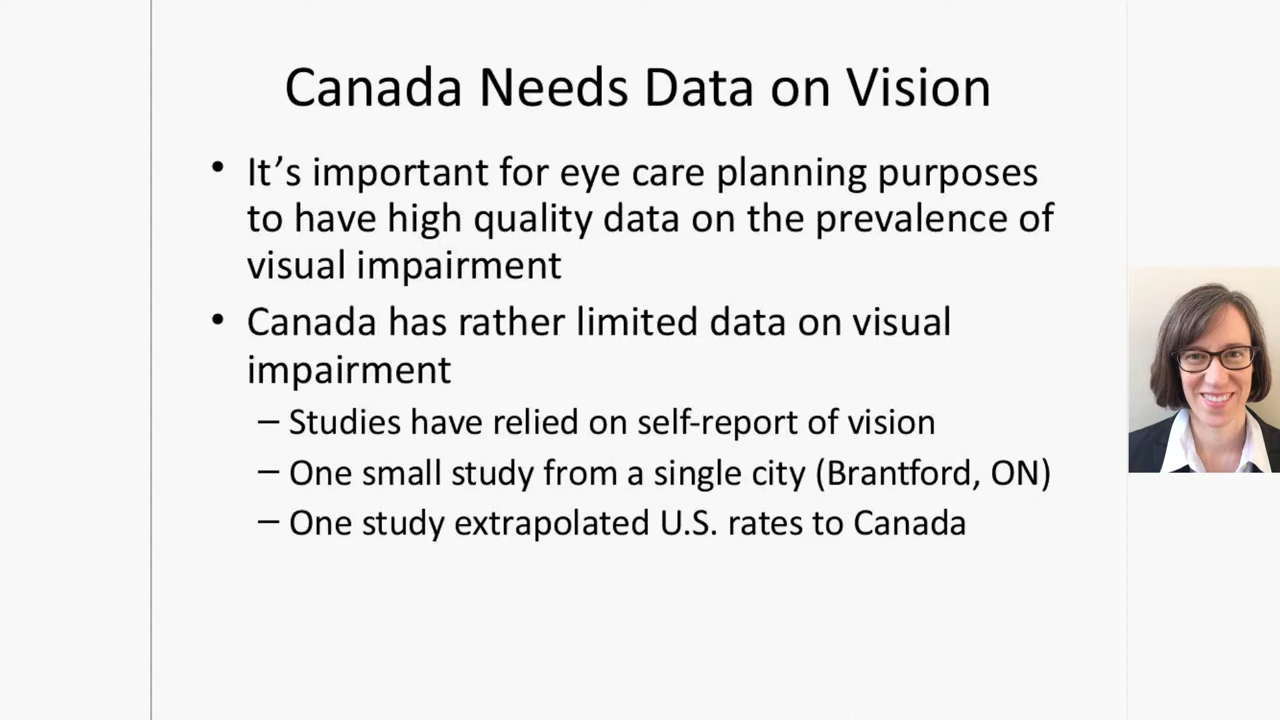 Canada Needs Data on Vision
• It’s important for eye care planning purposes
to have high quality data on the prevalence of
visual impairment
• Canada has rather limited data on visual
impairment
– Studies have relied on self-report of vision
– One small study from a single city (Brantford, ON)
– One study extrapolated U.S. rates to Canada